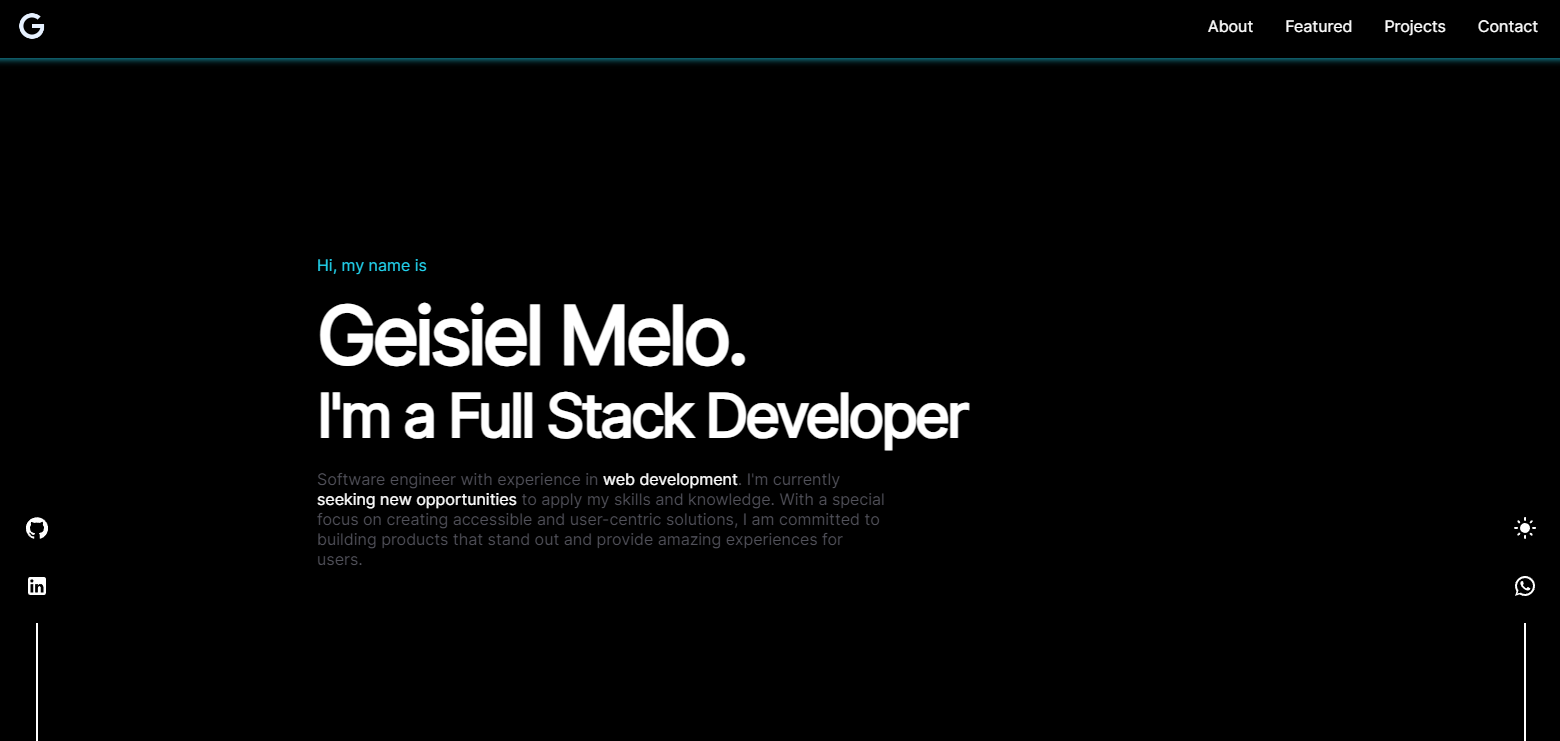 G
About Featured Projects Contact
Hi, my name is
Geisiel Melo.
I'm a Full Stack Developer
Software engineer with experience in web development. I'm currently
seeking new opportunities to apply my skills and knowledge. With a special
focus on creating accessible and user-centric solutions, I am committed to
building products that stand out and provide amazing experiences for
users.
in